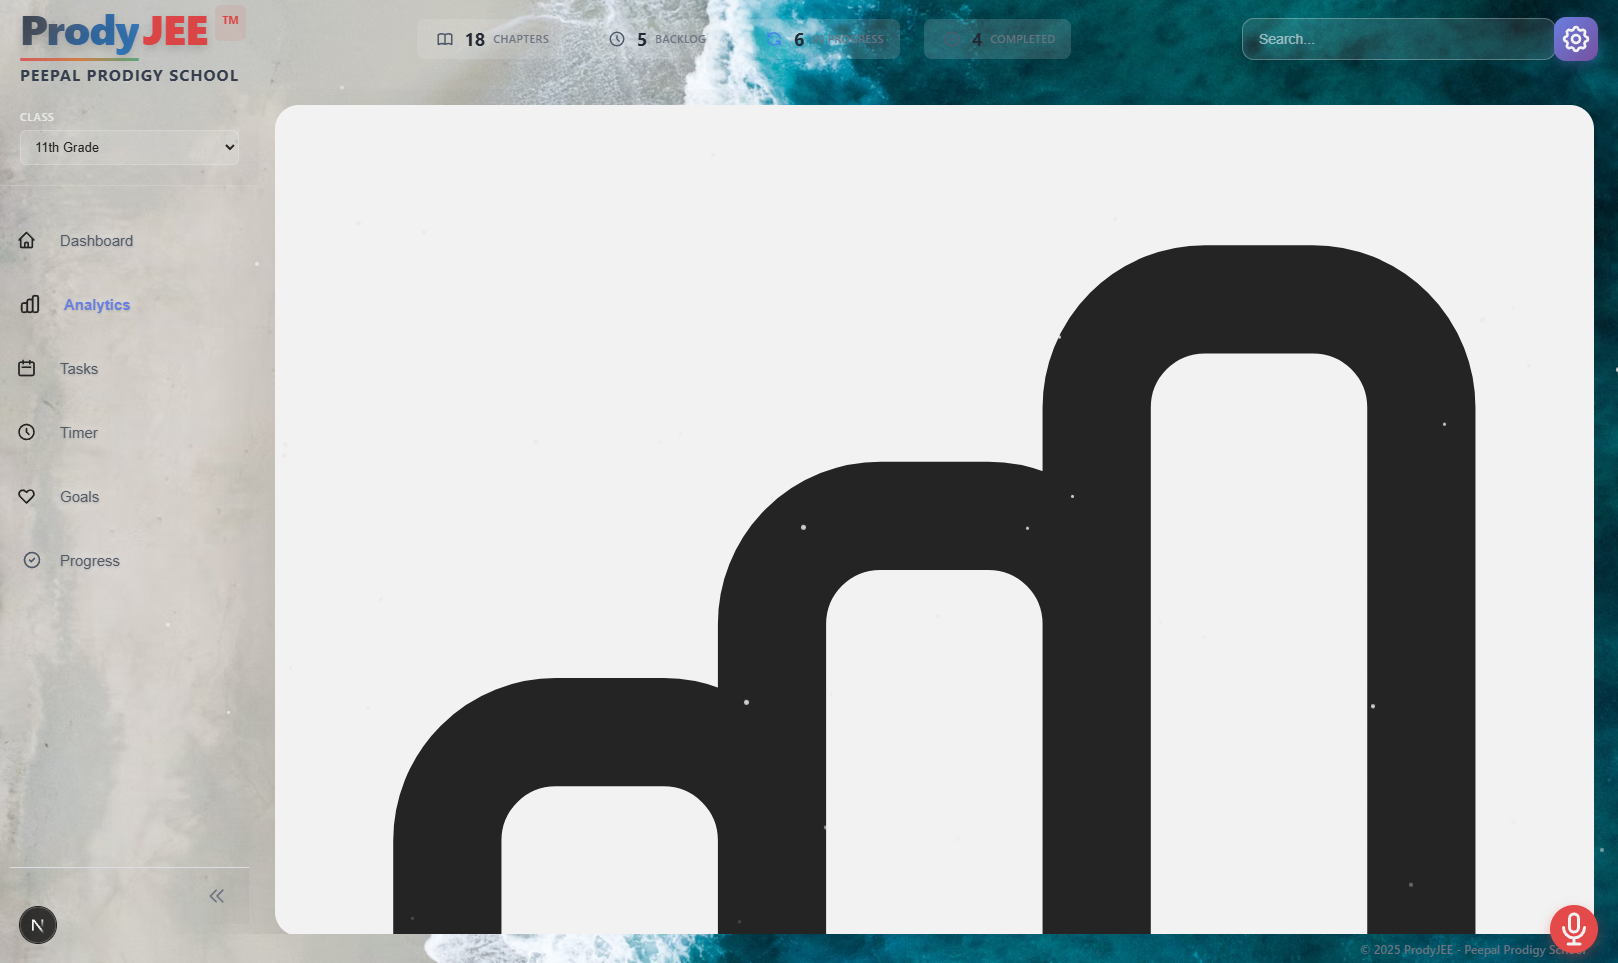 ProdyJEE ™
PEEPAL PRODIGY SCHOOL
18 CHAPTERS
5 BACKLOG
6 IN PROGRESS
4 COMPLETED
Search...
CLASS
11th Grade
Dashboard
Analytics
Tasks
Timer
Goals
Progress
N
© 2025 ProdyJEE - Peepal Prodigy School